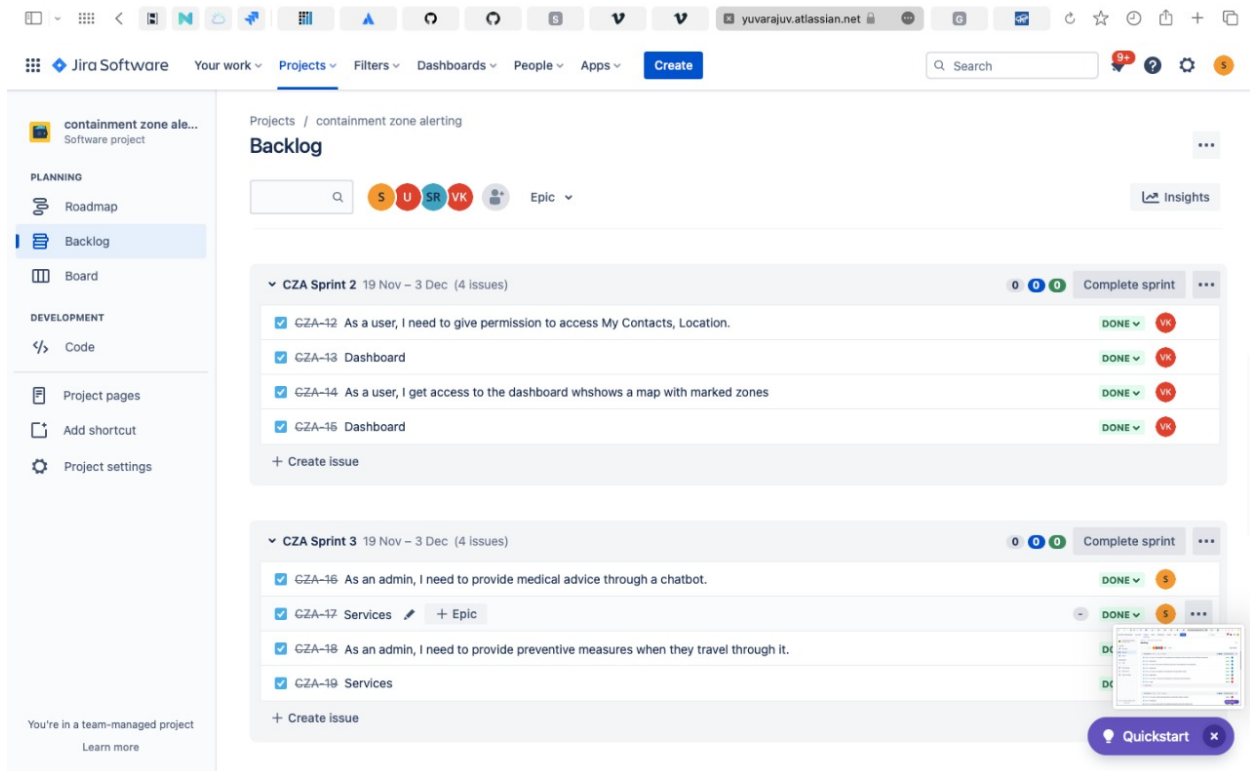 yuvarajuv.atlassian.net
Jira Software Your work Projects Filters Dashboards People Apps Create Search 9+ S
containment zone ale...
Software project
PLANNING
Roadmap
Backlog
Board
DEVELOPMENT
Code
Project pages
Add shortcut
Project settings
You're in a team-managed project
Learn more
Projects / containment zone alerting
Backlog
S U SR VK Epic Insights
CZA Sprint 2 19 Nov – 3 Dec (4 issues) 0 0 0 Complete sprint
CZA-12 As a user, I need to give permission to access My Contacts, Location. DONE VK
CZA-13 Dashboard DONE VK
CZA-14 As a user, I get access to the dashboard whshows a map with marked zones DONE VK
CZA-15 Dashboard DONE VK
+ Create issue
CZA Sprint 3 19 Nov – 3 Dec (4 issues) 0 0 0 Complete sprint
CZA-16 As an admin, I need to provide medical advice through a chatbot. DONE S
CZA-17 Services + Epic - DONE S
CZA-18 As an admin, I need to provide preventive measures when they travel through it.
CZA-19 Services
+ Create issue
Quickstart